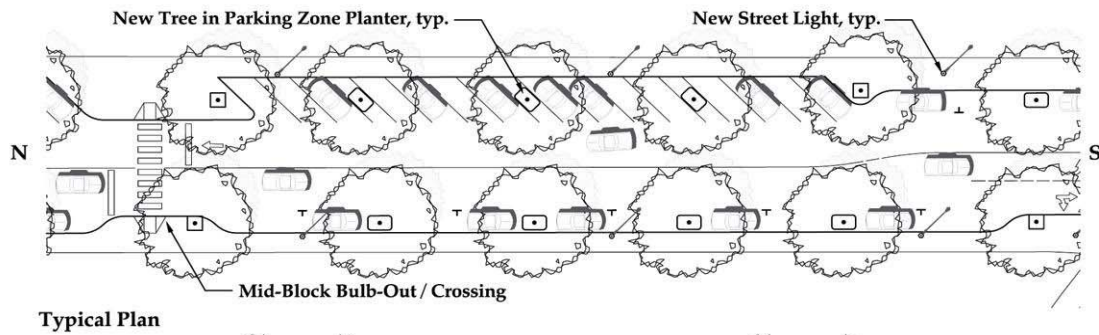 New Tree in Parking Zone Planter, typ.
New Street Light, typ.
N
S
Mid-Block Bulb-Out / Crossing
Typical Plan